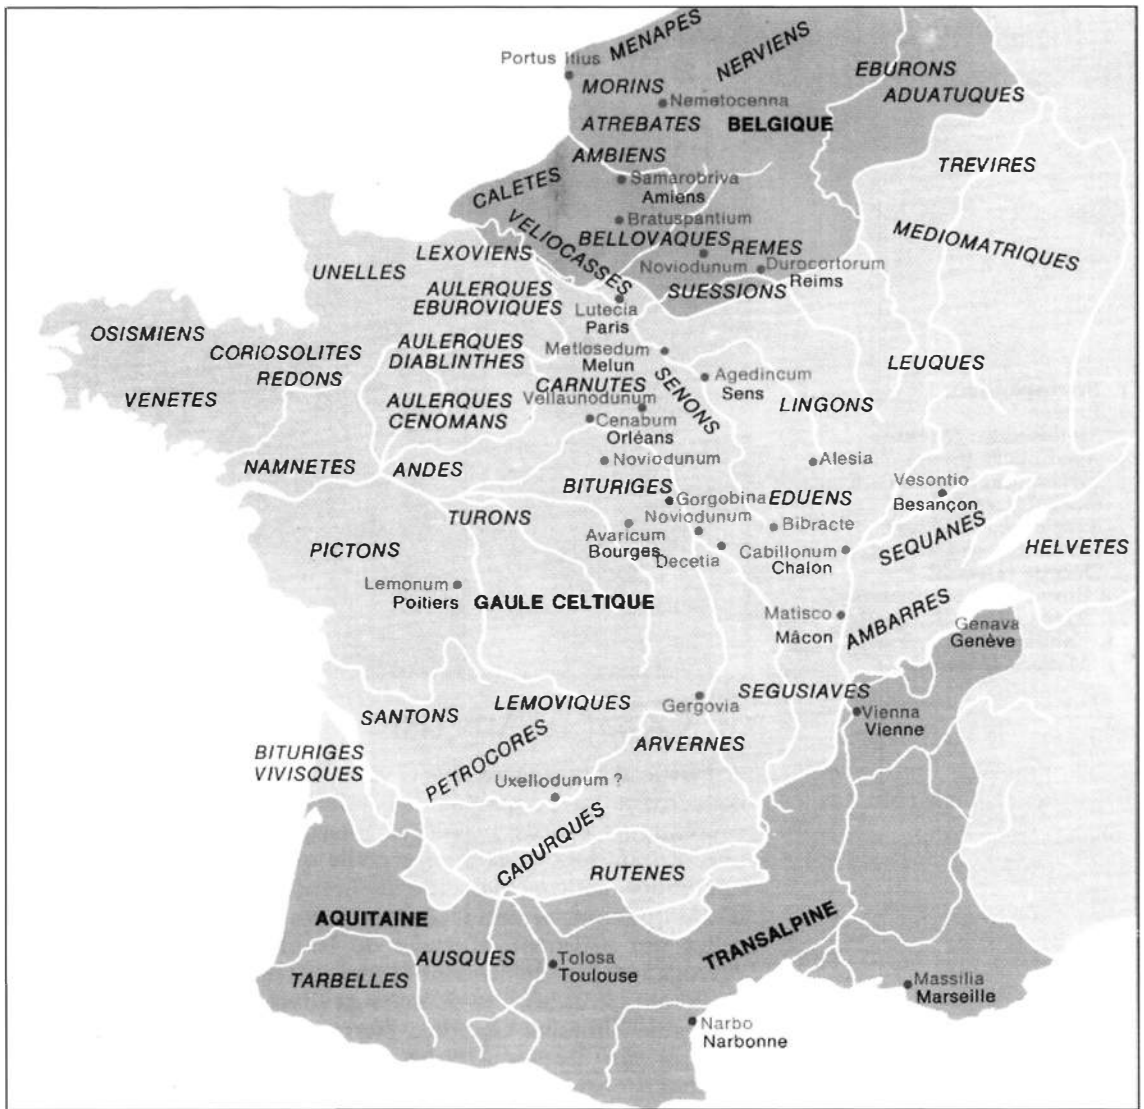 MENAPES
NERVIENS
Portus Itius
MORINS
EBURONS
ADUATUQUES
Nemetocenna
ATREBATES
BELGIQUE
AMBIENS
TREVIRES
CALETES
Samarobriva
Amiens
Bratuspantium
VELIOCASSES
BELLOVAQUES
REMES
MEDIOMATRIQUES
LEXOVIENS
UNELLES
Noviodunum
Durocortorum
Reims
AULERQUES
EBUROVIQUES
SUESSIONS
Lutecia
Paris
OSISMIENS
CORIOSOLITES
REDONS
AULERQUES
DIABLINTHES
Metlosedum
Melun
LEUQUES
SENONS
Agedincum
Sens
VENETES
AULERQUES
CENOMANS
CARNUTES
Vellaunodunum
LINGONS
Cenabum
Orléans
NAMNETES
ANDES
Noviodunum
Alesia
BITURIGES
Gorgobina
EDUENS
Vesontio
Besançon
TURONS
Noviodunum
Avaricum
Bourges
Bibracte
Decetia
Cabillonum
Chalon
SEQUANES
HELVETES
PICTONS
Lemonum
Poitiers
GAULE CELTIQUE
Matisco
Mâcon
AMBARRES
Genava
Genève
SEGUSIAVES
LEMOVIQUES
Gergovia
SANTONS
Vienna
Vienne
ARVERNES
BITURIGES
VIVISQUES
PETROCORES
Uxellodunum ?
CADURQUES
RUTENES
AQUITAINE
TRANSALPINE
AUSQUES
Tolosa
Toulouse
TARBELLES
Massilia
Marseille
Narbo
Narbonne